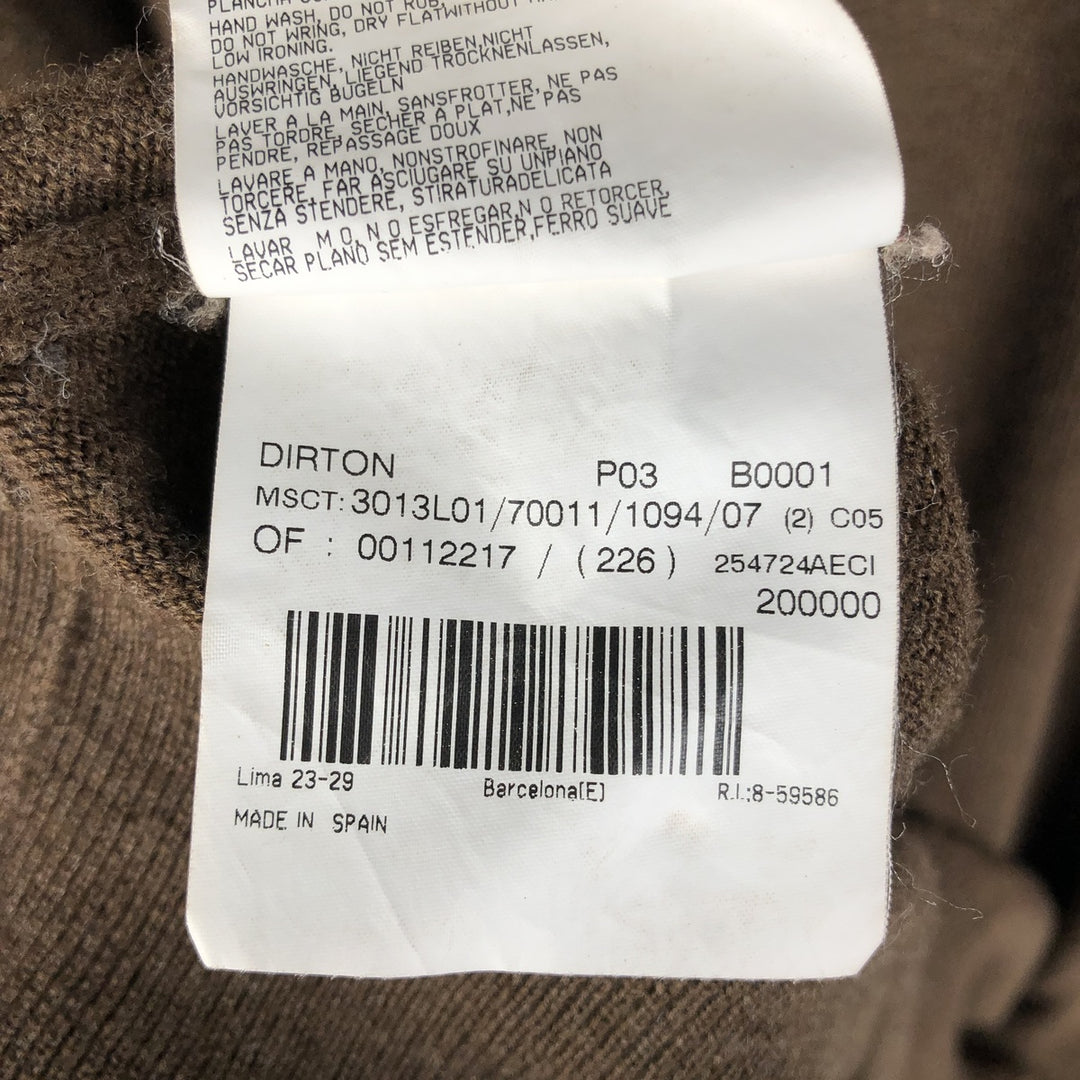 HAND WASH, DO NOT RUB,
DO NOT WRING, DRY FLATWITHOUT
LOW IRONING.
HANDWASCHE, NICHT REIBEN,NICHT
AUSWRINGEN, LIEGEND TROCKNENLASSEN,
VORSICHTIG BUGELN
LAVER A LA MAIN, SANSFROTTER, NE PAS
PAS TORDRE, SECHER A PLAT,NE PAS
PENDRE, REPASSAGE DOUX
LAVARE A MANO, NONSTROFINARE, NON
TORCERE, FAR ASCIUGARE SU UNPIANO
SENZA STENDERE, STIRATURADELICATA
LAVAR M O, N O ESFREGAR,N O RETORCER,
SECAR PLANO SEM ESTENDER,FERRO SUAVE
DIRTON P03 B0001
MSCT: 3013L01/70011/1094/07 (2) C05
OF : 00112217 / (226) 254724AECI
200000
Lima 23-29 Barcelona(E) R.I.:8-59586
MADE IN SPAIN